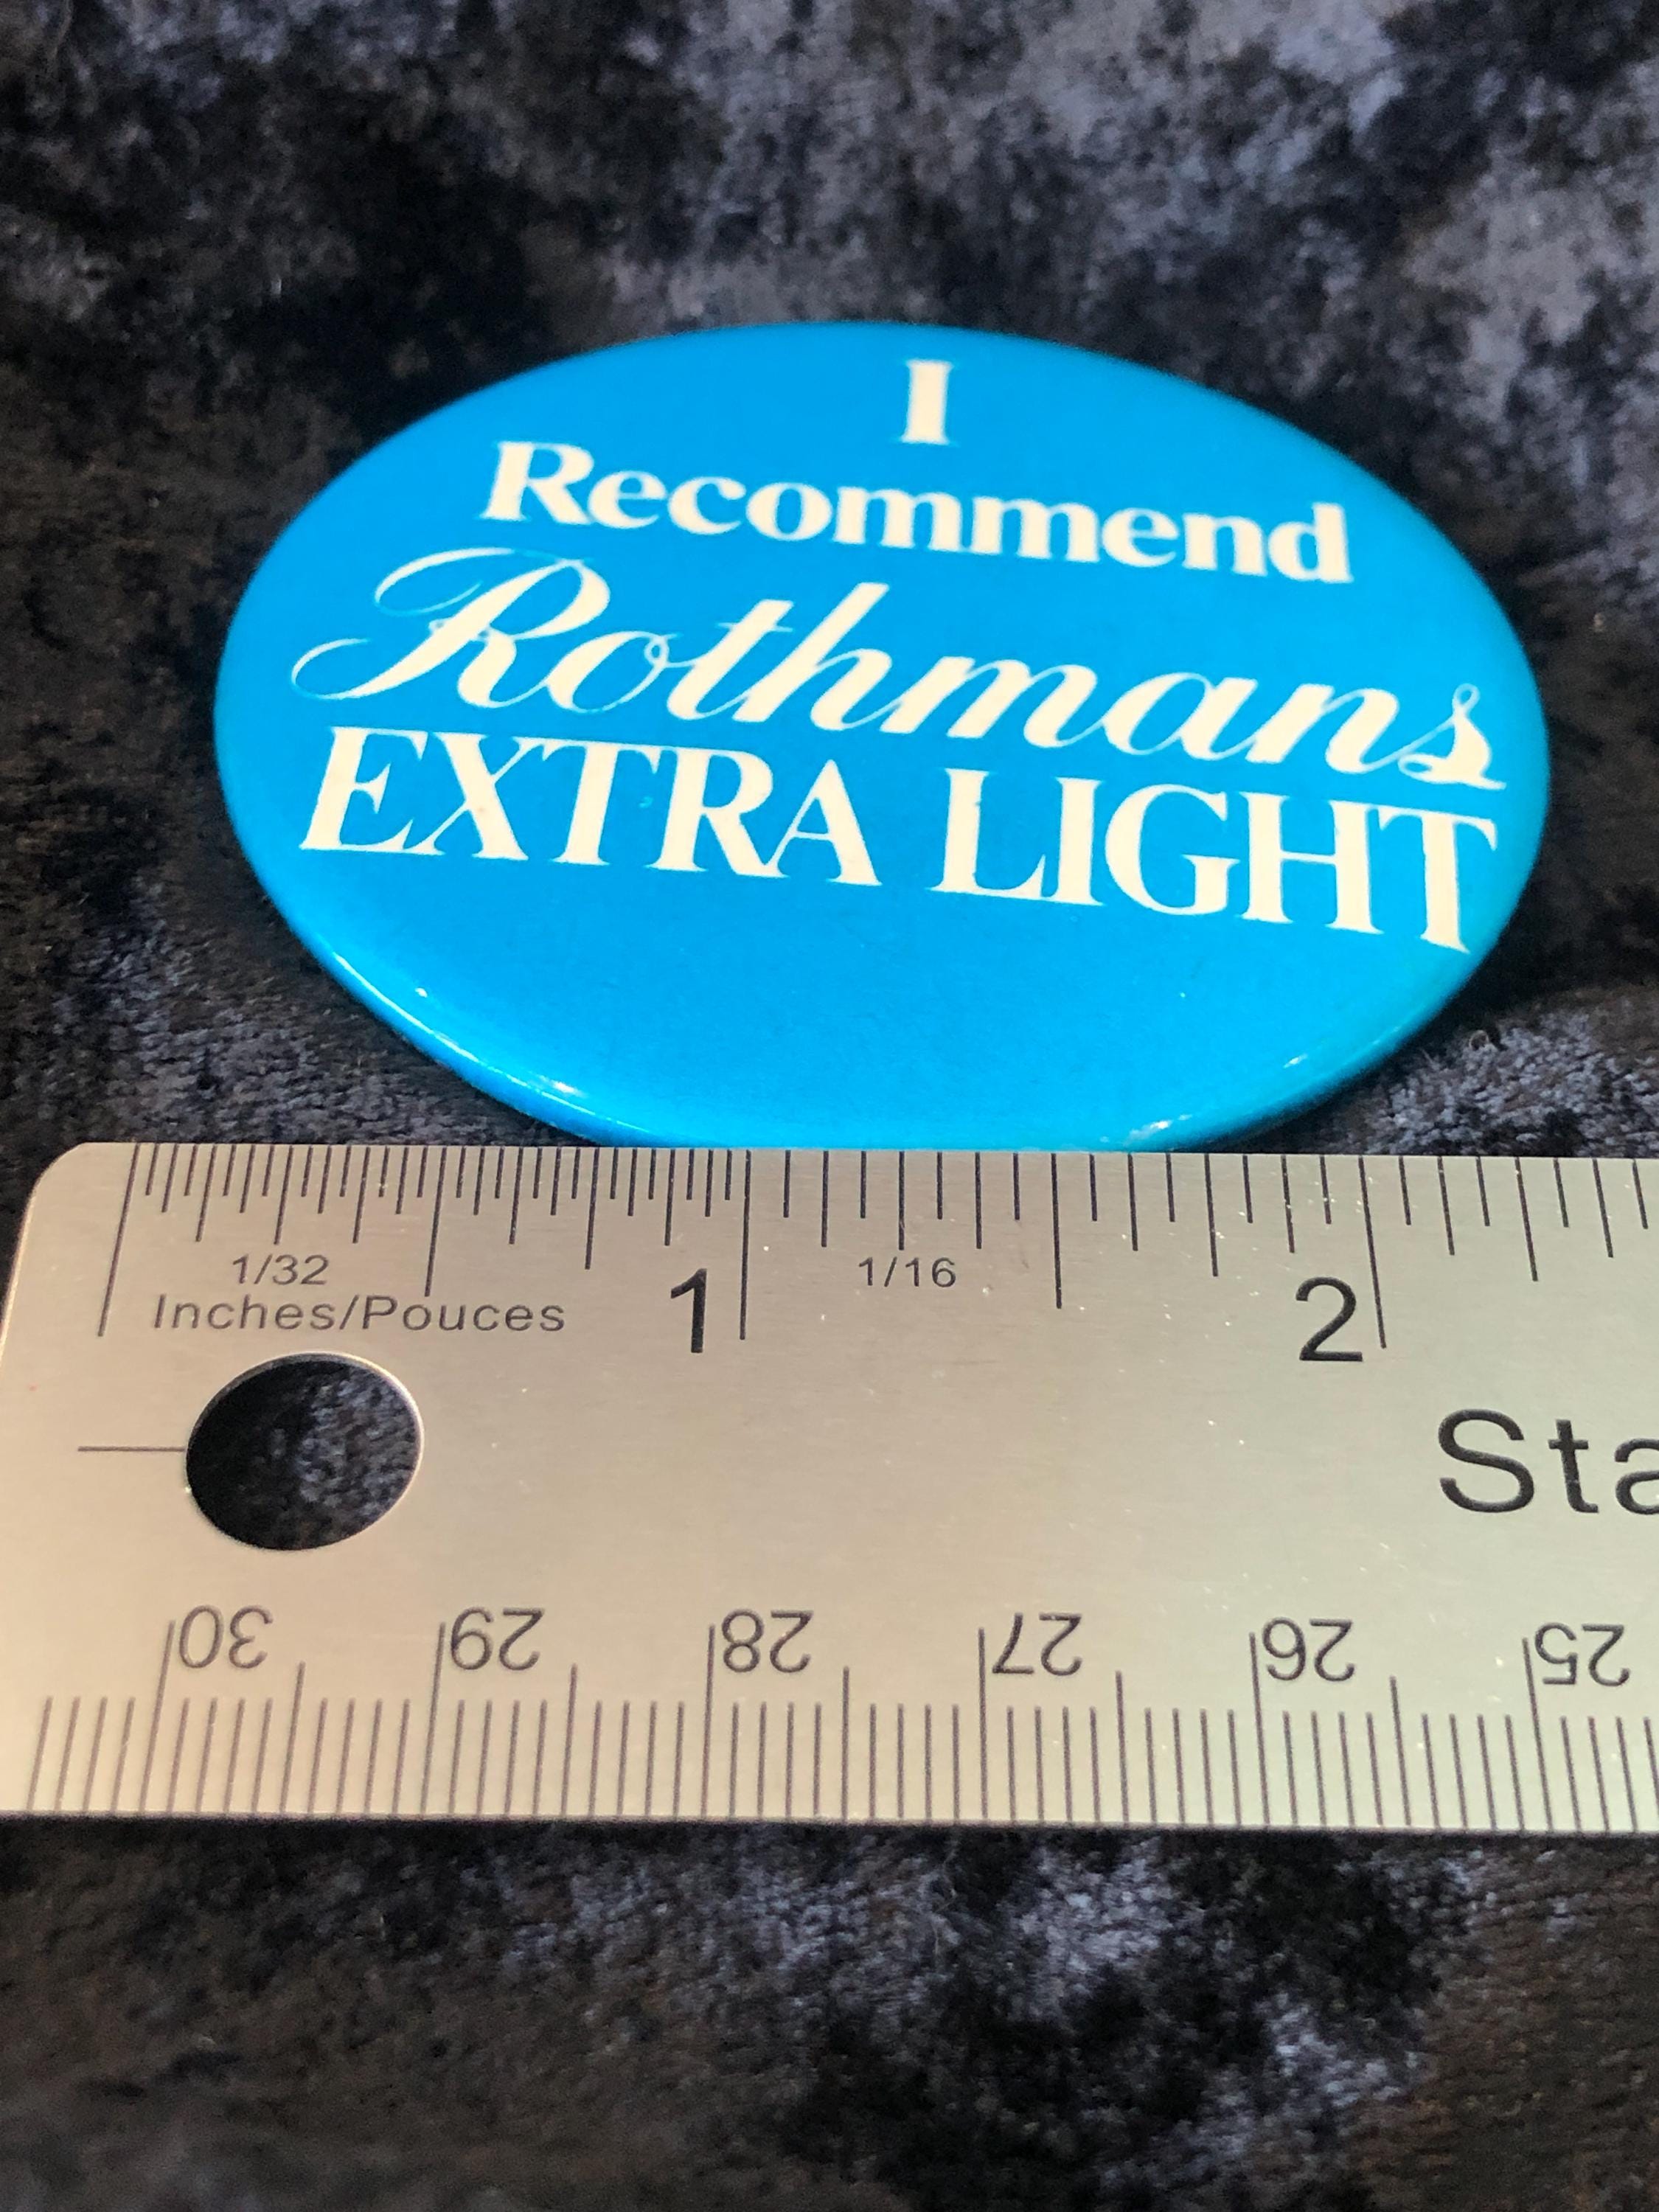 I
Recommend
Rothmans
EXTRA LIGHT
1/32
1/16
Inches/Pouces
1
2
Sta
30
29
28
27
26
25